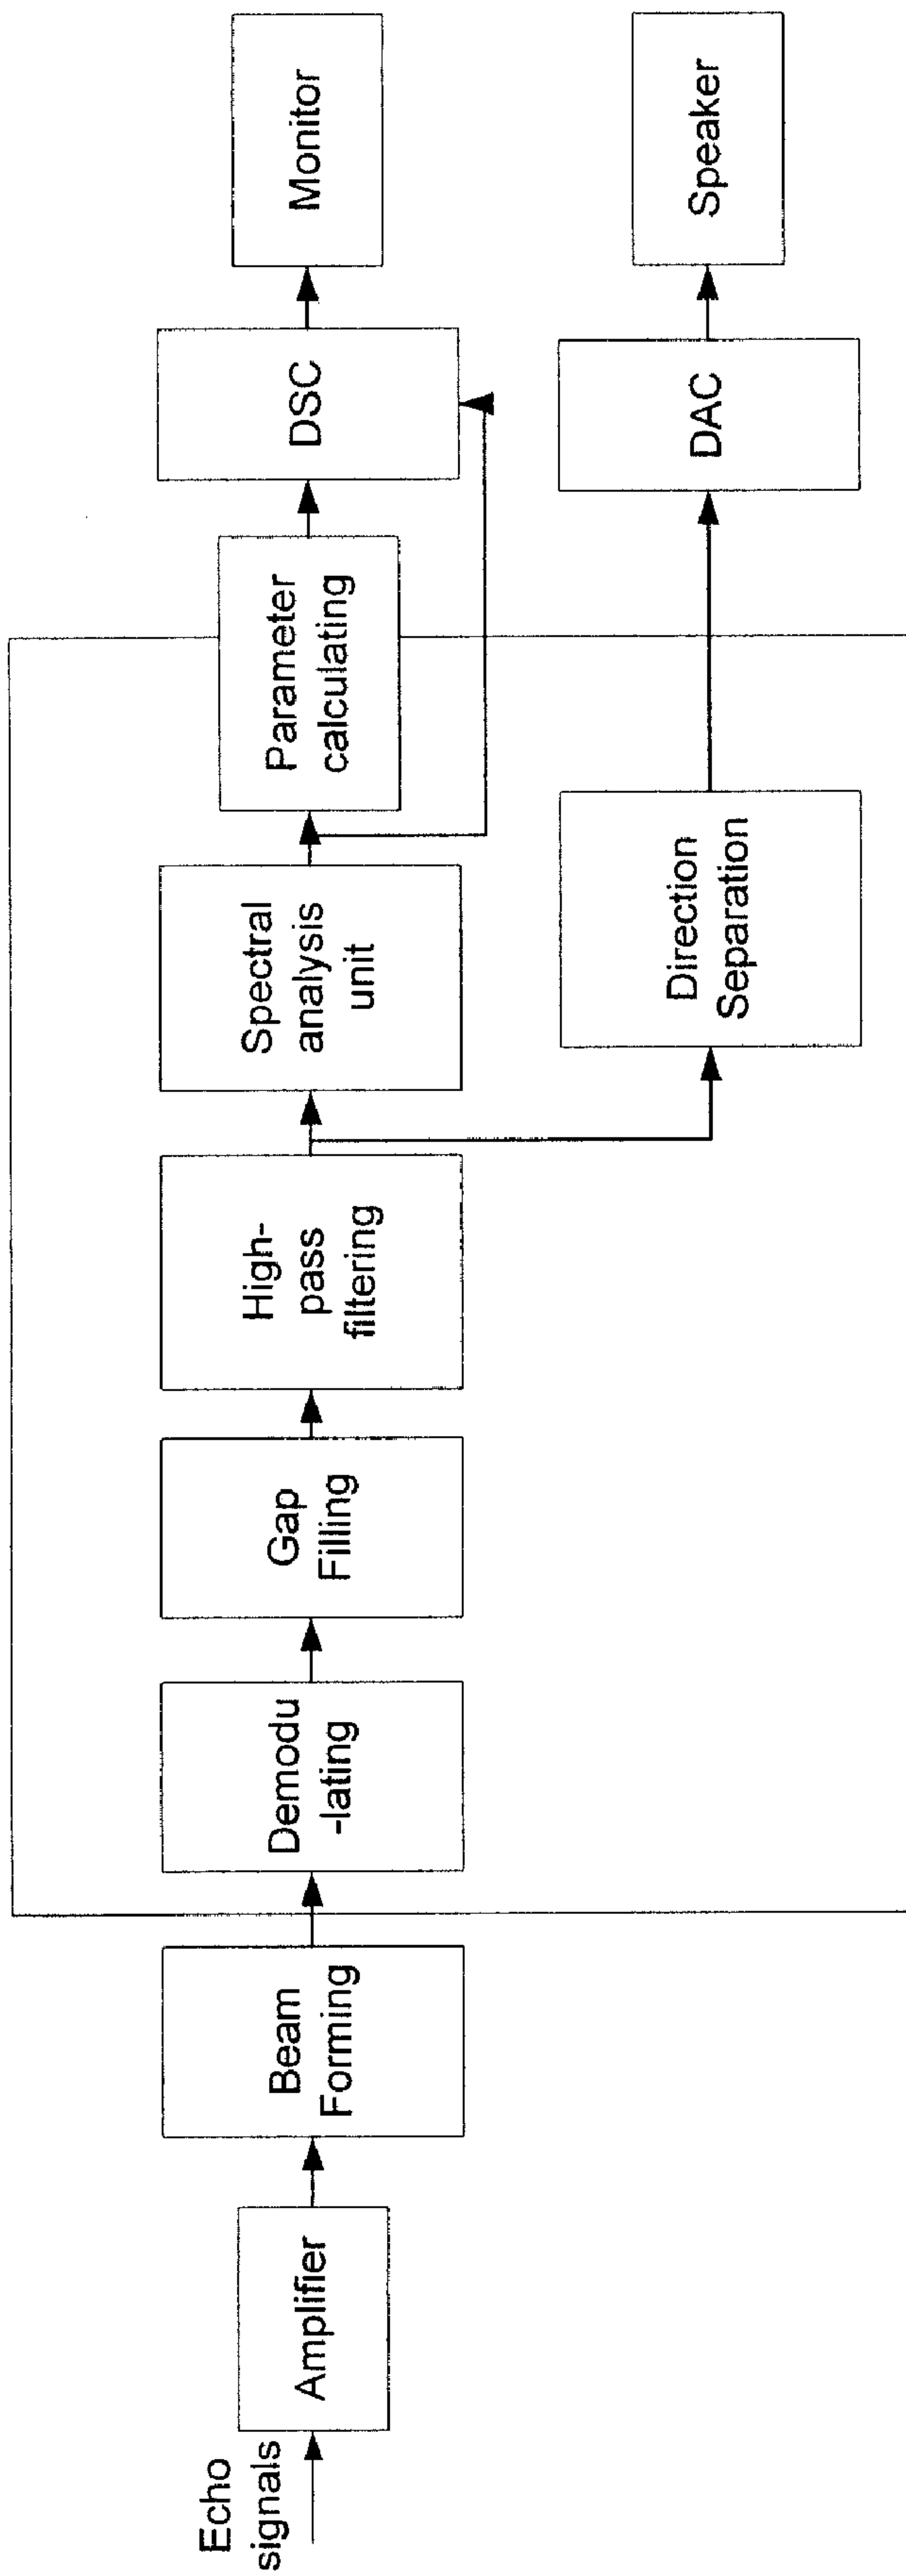 Echo
signals
Amplifier
Beam
Forming
Demodu
-lating
Gap
Filling
High-
pass
filtering
Spectral
analysis
unit
Parameter
calculating
DSC
Monitor
Direction
Separation
DAC
Speaker